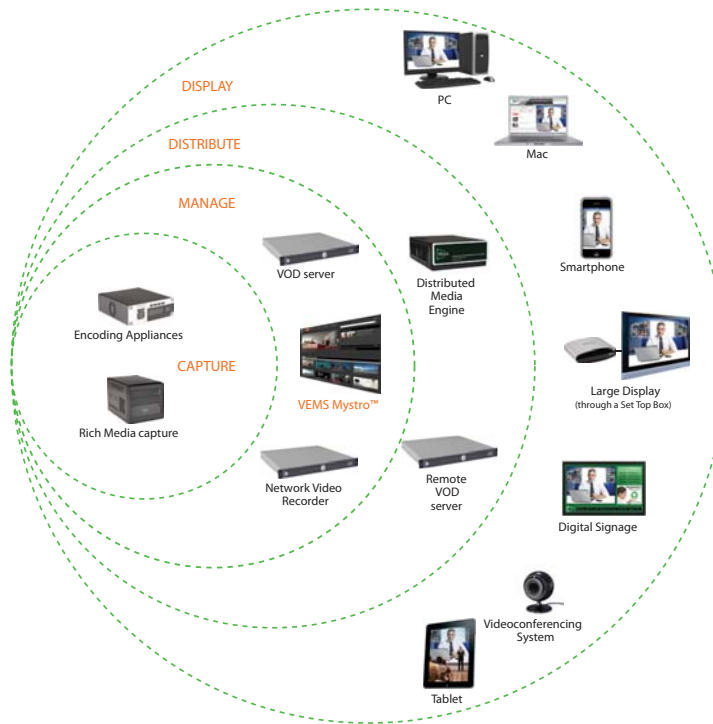 DISPLAY
PC
Mac
DISTRIBUTE
MANAGE
VOD server
Distributed
Media
Engine
Smartphone
Encoding Appliances
CAPTURE
Rich Media capture
VEMS Mystro™
Large Display
(through a Set Top Box)
Network Video
Recorder
Remote
VOD
server
Digital Signage
Videoconferencing
System
Tablet